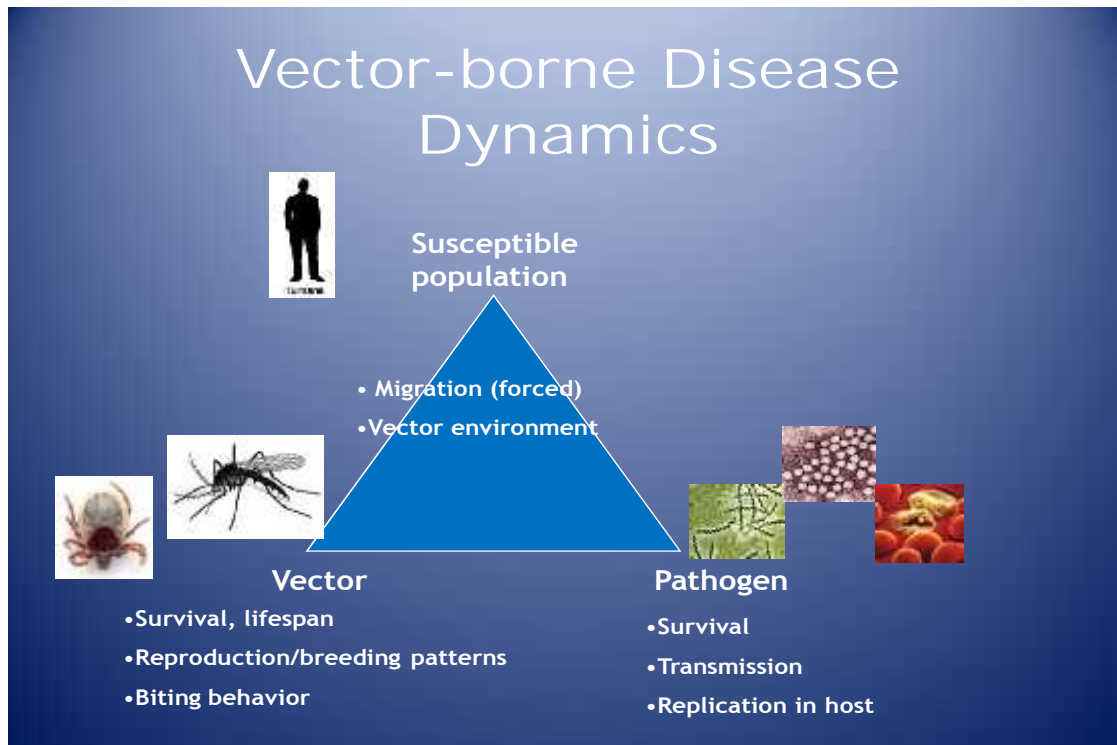 Vector-borne Disease
Dynamics
Susceptible
population
• Migration (forced)
•Vector environment
Vector
•Survival, lifespan
•Reproduction/breeding patterns
•Biting behavior
Pathogen
•Survival
•Transmission
•Replication in host